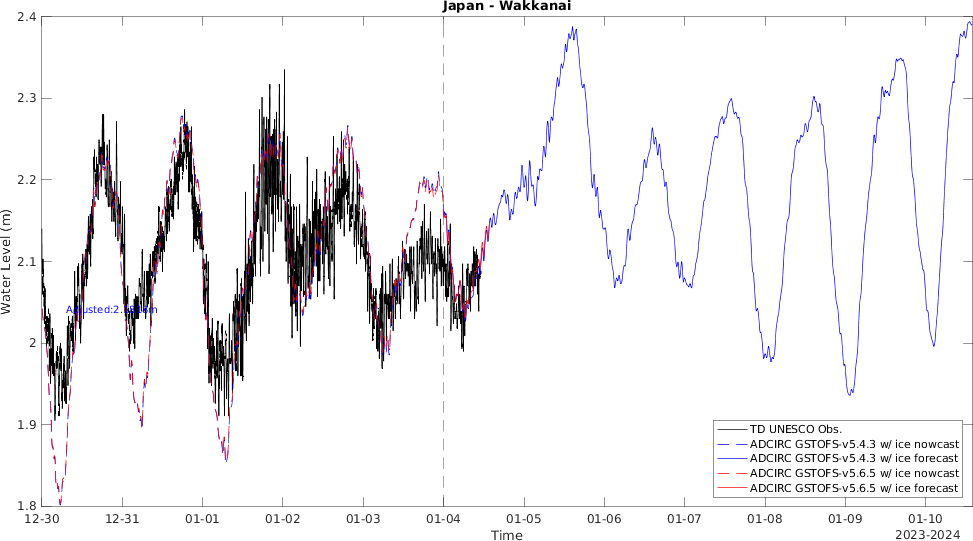 Japan - Wakkanai
Water Level (m)
2.4
2.3
2.2
2.1
2
1.9
1.8
12-30
12-31
01-01
01-02
01-03
01-04
01-05
01-06
01-07
01-08
01-09
01-10
Time
2023-2024
TD UNESCO Obs.
ADCIRC GSTOFS-v5.4.3 w/ ice nowcast
ADCIRC GSTOFS-v5.4.3 w/ ice forecast
ADCIRC GSTOFS-v5.6.5 w/ ice nowcast
ADCIRC GSTOFS-v5.6.5 w/ ice forecast